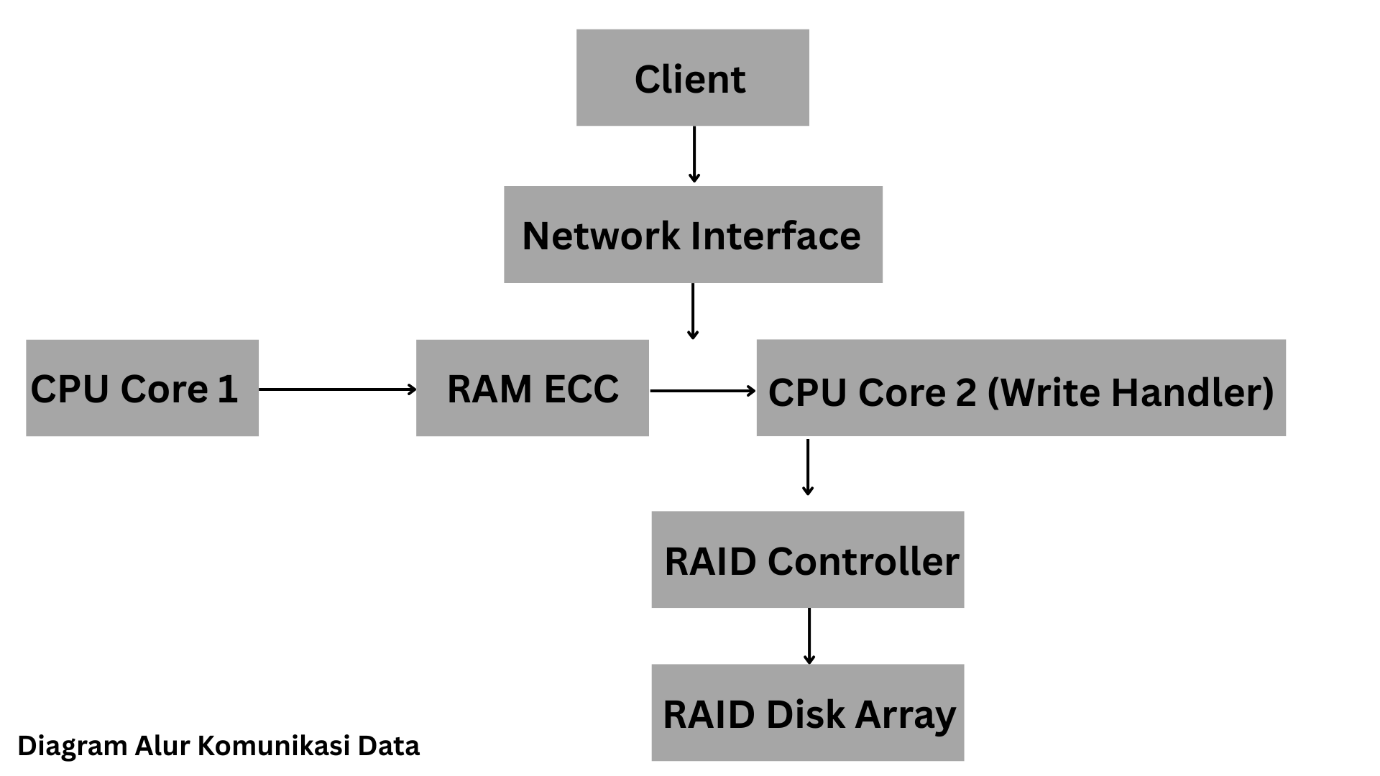 Client
Network Interface
CPU Core 1
RAM ECC
CPU Core 2 (Write Handler)
RAID Controller
RAID Disk Array
Diagram Alur Komunikasi Data